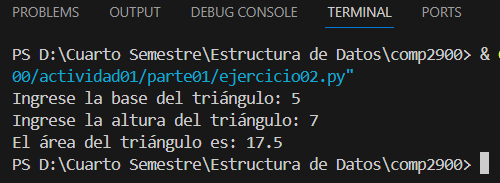 PROBLEMS OUTPUT DEBUG CONSOLE TERMINAL PORTS
PS D:\Cuarto Semestre\Estructura de Datos\comp2900> &
00/actividad01/parte01/ejercicio02.py"
Ingrese la base del triángulo: 5
Ingrese la altura del triángulo: 7
El área del triángulo es: 17.5
PS D:\Cuarto Semestre\Estructura de Datos\comp2900>